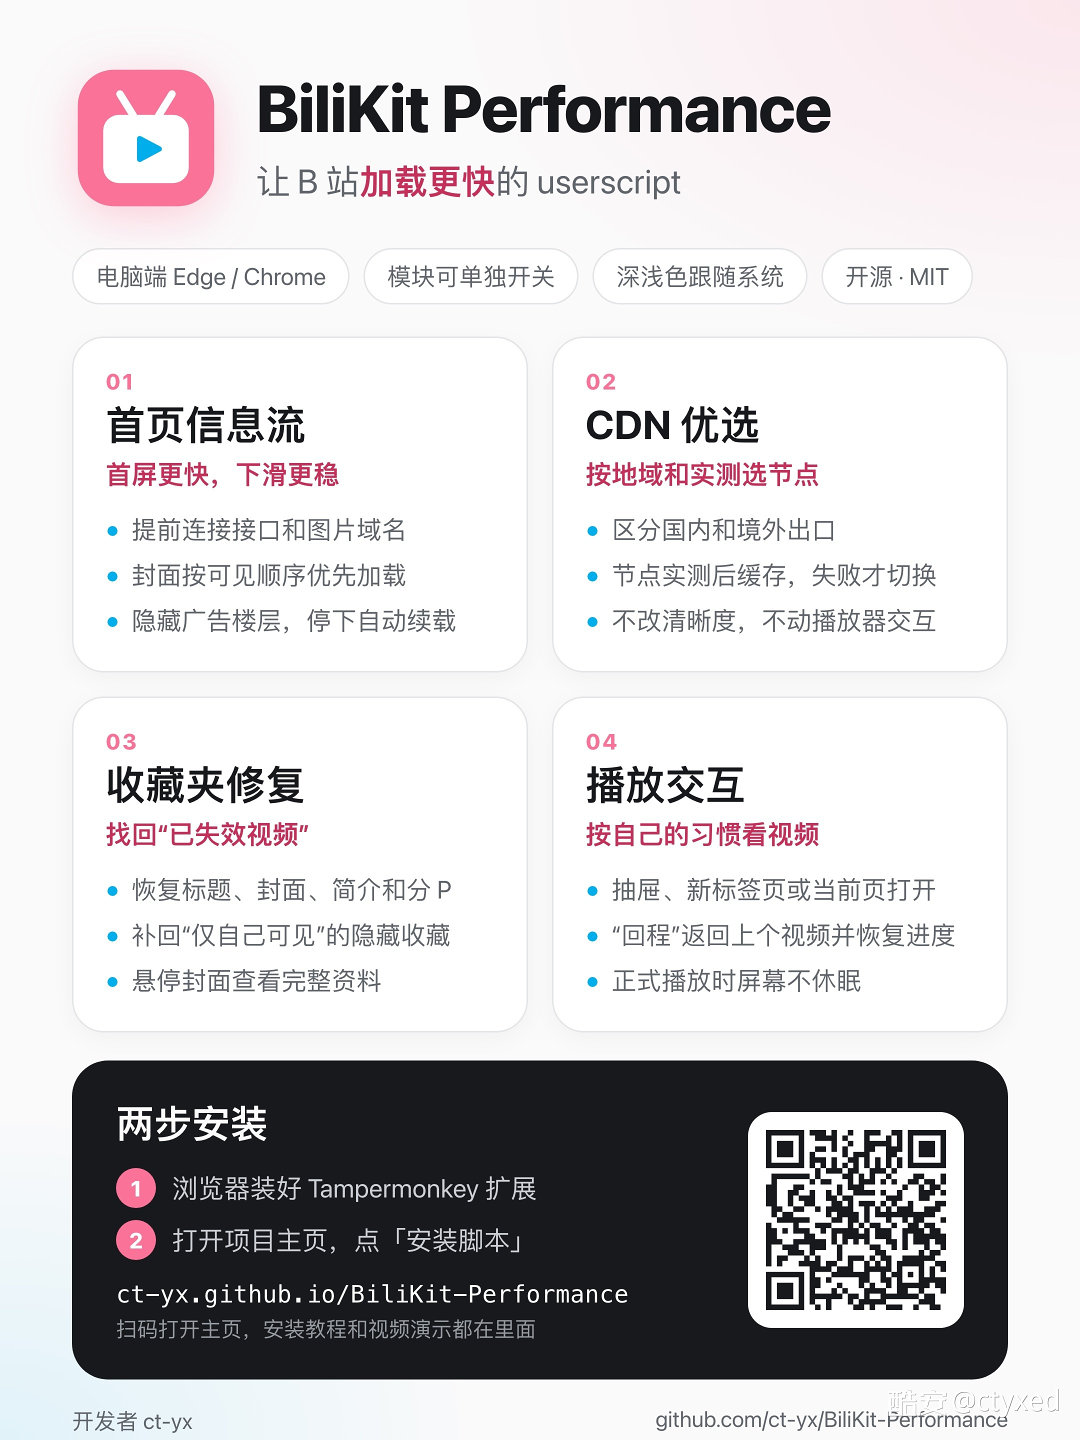 BiliKit Performance
让 B 站加载更快的 userscript
电脑端 Edge / Chrome
模块可单独开关
深浅色跟随系统
开源 · MIT
01
首页信息流
首屏更快，下滑更稳
提前连接接口和图片域名
封面按可见顺序优先加载
隐藏广告楼层，停下自动续载
02
CDN 优选
按地域和实测选节点
区分国内和境外出口
节点实测后缓存，失败才切换
不改清晰度，不动播放器交互
03
收藏夹修复
找回“已失效视频”
恢复标题、封面、简介和分 P
补回“仅自己可见”的隐藏收藏
悬停封面查看完整资料
04
播放交互
按自己的习惯看视频
抽屉、新标签页或当前页打开
“回程”返回上个视频并恢复进度
正式播放时屏幕不休眠
两步安装
1 浏览器装好 Tampermonkey 扩展
2 打开项目主页，点「安装脚本」
ct-yx.github.io/BiliKit-Performance
扫码打开主页，安装教程和视频演示都在里面
酷安 @ctyxed
开发者 ct-yx
github.com/ct-yx/BiliKit-Performance